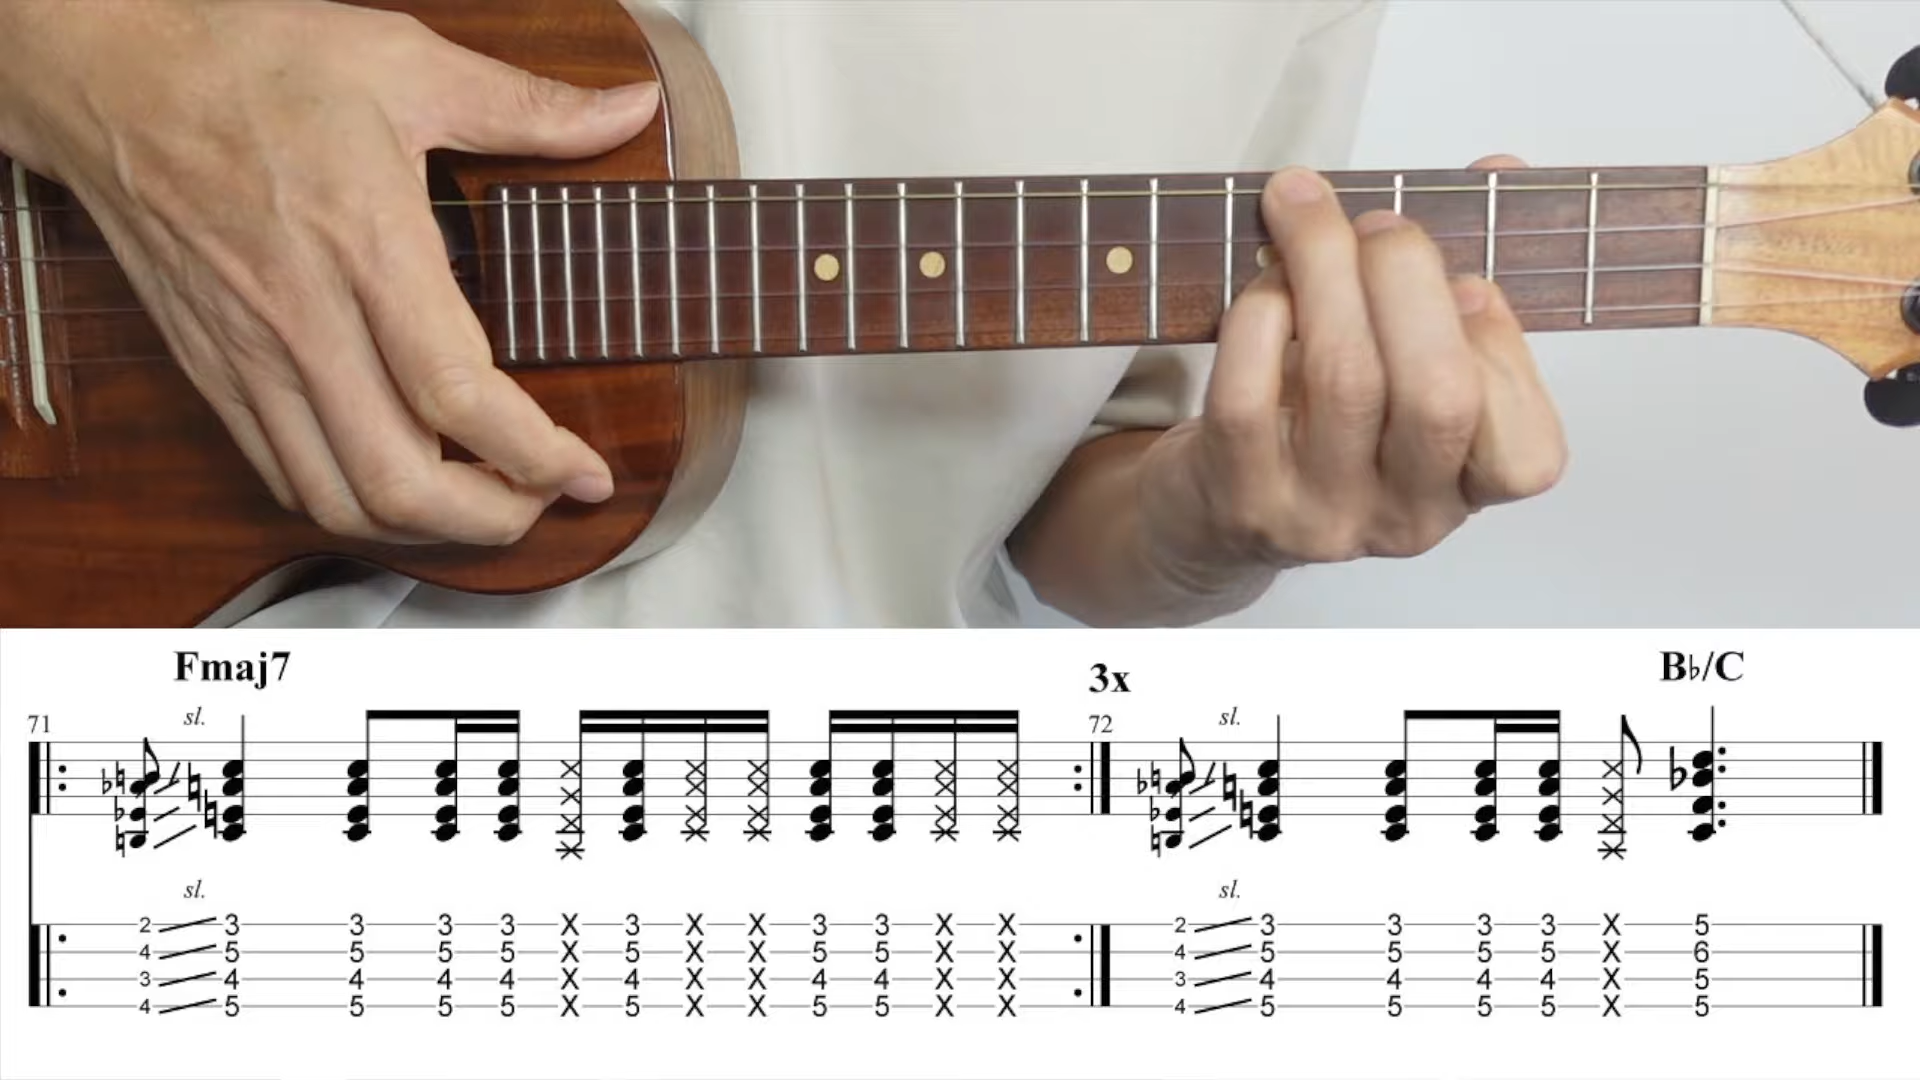 Fmaj7 3x B♭/C
71 sl. 72 sl.
sl. sl.
2 3 3 3 3 X 3 X X 3 3 X X 2 3 3 3 3 X 5
4 5 5 5 5 X 5 X X 5 5 X X 4 5 5 5 5 X 6
3 4 4 4 4 X 4 X X 4 4 X X 3 4 4 4 4 X 5
4 5 5 5 5 X 5 X X 5 5 X X 4 5 5 5 5 X 5